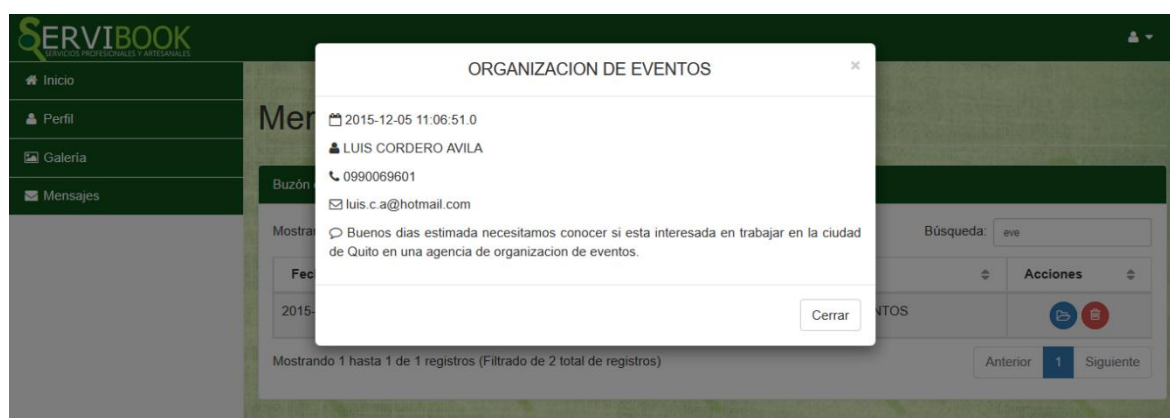 SERVIBOOK
SERVICIOS PROFESIONALES Y ARTESANALES
Inicio
Perfil
Galería
Mensajes
ORGANIZACION DE EVENTOS
×
2015-12-05 11:06:51.0
LUIS CORDERO AVILA
0990069601
luis.c.a@hotmail.com
Buenos dias estimada necesitamos conocer si esta interesada en trabajar en la ciudad
de Quito en una agencia de organizacion de eventos.
Cerrar
Mer
Buzón
Mostra
Búsqueda: eve
Fec
Acciones
2015-
NTOS
Mostrando 1 hasta 1 de 1 registros (Filtrado de 2 total de registros)
Anterior 1 Siguiente